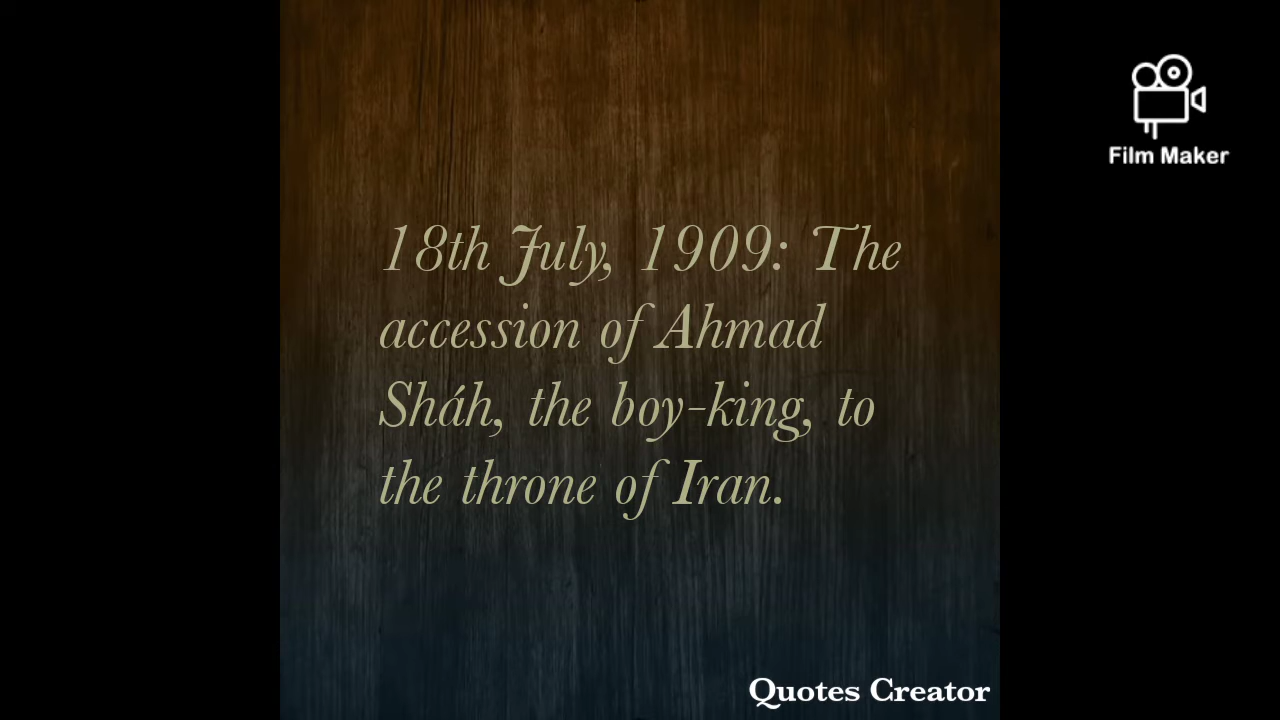 Film Maker
18th July, 1909: The
accession of Ahmad
Sháh, the boy-king, to
the throne of Iran.
Quotes Creator